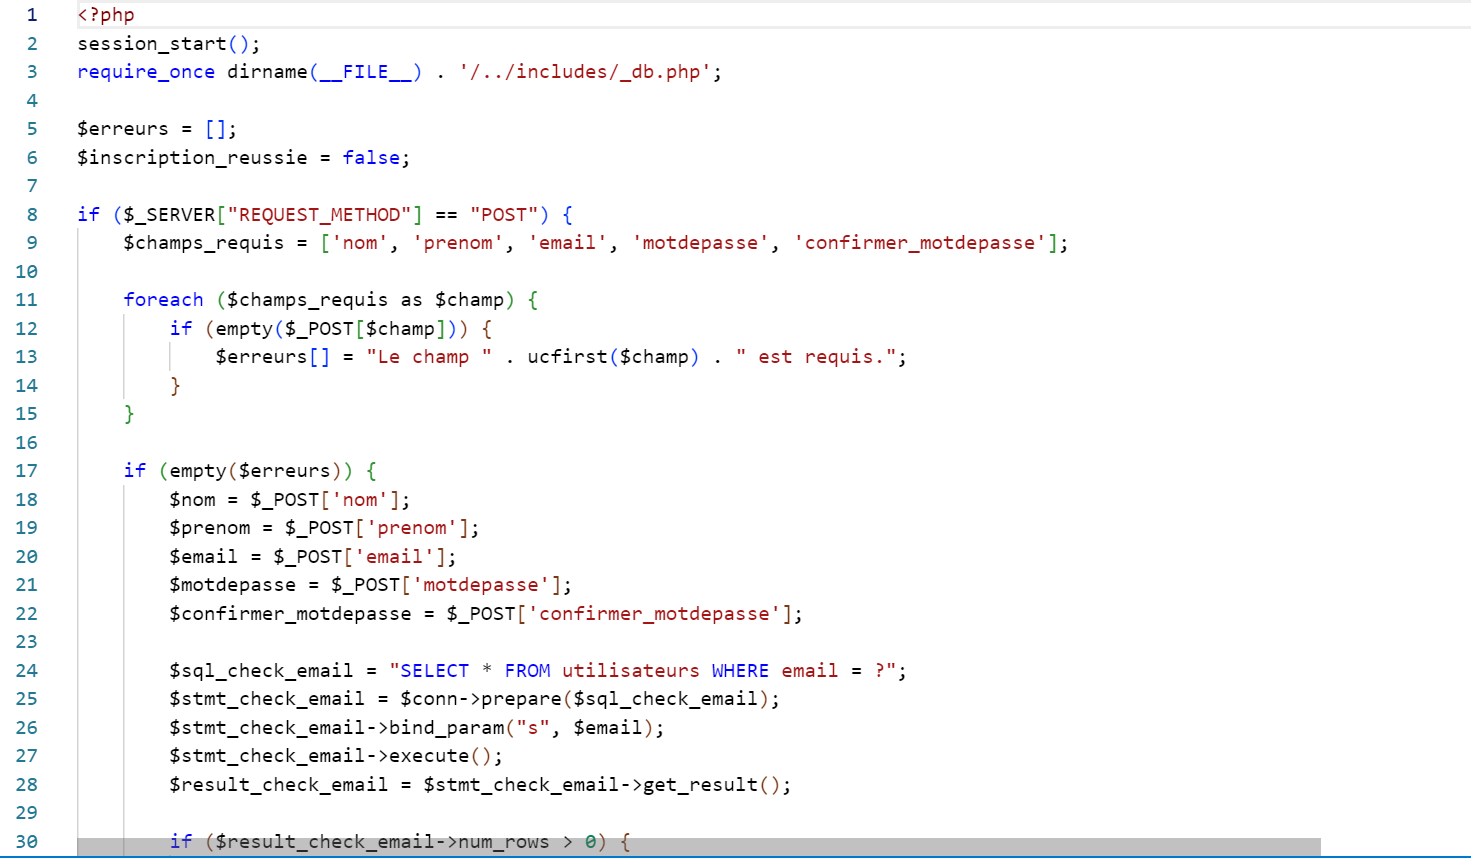 1 <?php
2 session_start();
3 require_once dirname(__FILE__) . '/../includes/_db.php';
4
5 $erreurs = [];
6 $inscription_reussie = false;
7
8 if ($_SERVER["REQUEST_METHOD"] == "POST") {
9     $champs_requis = ['nom', 'prenom', 'email', 'motdepasse', 'confirmer_motdepasse'];
10
11     foreach ($champs_requis as $champ) {
12         if (empty($_POST[$champ])) {
13             $erreurs[] = "Le champ " . ucfirst($champ) . " est requis.";
14         }
15     }
16
17     if (empty($erreurs)) {
18         $nom = $_POST['nom'];
19         $prenom = $_POST['prenom'];
20         $email = $_POST['email'];
21         $motdepasse = $_POST['motdepasse'];
22         $confirmer_motdepasse = $_POST['confirmer_motdepasse'];
23
24         $sql_check_email = "SELECT * FROM utilisateurs WHERE email = ?";
25         $stmt_check_email = $conn->prepare($sql_check_email);
26         $stmt_check_email->bind_param("s", $email);
27         $stmt_check_email->execute();
28         $result_check_email = $stmt_check_email->get_result();
29
30         if ($result_check_email->num_rows > 0) {